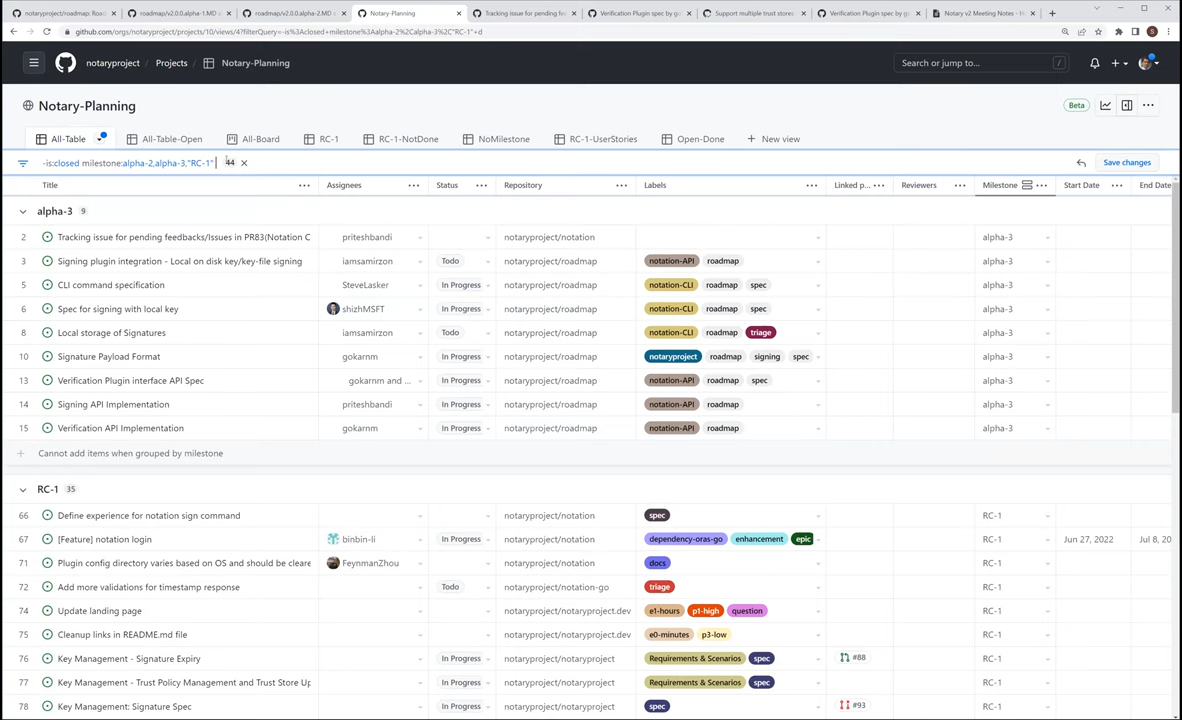 notaryproject/roadmap: Road
roadmap/v2.0.0.alpha-1.MD a
roadmap/v2.0.0.alpha-2.MD a
Notary-Planning
Tracking issue for pending fe
Verification Plugin spec by go
Support multiple trust stores
Verification Plugin spec by go
Notary v2 Meeting Notes - H
github.com/orgs/notaryproject/projects/10/views/4?filterQuery=-is%3Aclosed+milestone%3Aalpha-2%2Calpha-3%2C"RC-1"+d
notaryproject Projects Notary-Planning
Search or jump to... /
Notary-Planning
Beta
All-Table All-Table-Open All-Board RC-1 RC-1-NotDone NoMilestone RC-1-UserStories Open-Done + New view
-is:closed milestone:alpha-2,alpha-3,"RC-1" 44
Save changes
Title Assignees Status Repository Labels Linked p... Reviewers Milestone Start Date End Date
alpha-3 9
2 Tracking issue for pending feedbacks/Issues in PR83(Notation C priteshbandi notaryproject/notation alpha-3
3 Signing plugin integration - Local on disk key/key-file signing iamsamirzon Todo notaryproject/roadmap notation-API roadmap alpha-3
5 CLI command specification SteveLasker In Progress notaryproject/roadmap notation-CLI roadmap spec alpha-3
6 Spec for signing with local key shizhMSFT In Progress notaryproject/roadmap notation-CLI roadmap spec alpha-3
8 Local storage of Signatures iamsamirzon Todo notaryproject/roadmap notation-CLI roadmap triage alpha-3
10 Signature Payload Format gokarnm In Progress notaryproject/roadmap notaryproject roadmap signing spec alpha-3
13 Verification Plugin interface API Spec gokarnm and ... In Progress notaryproject/roadmap notation-API roadmap spec alpha-3
14 Signing API Implementation priteshbandi In Progress notaryproject/roadmap notation-API roadmap alpha-3
15 Verification API Implementation gokarnm In Progress notaryproject/roadmap notation-API roadmap alpha-3
+ Cannot add items when grouped by milestone
RC-1 35
66 Define experience for notation sign command notaryproject/notation spec RC-1
67 [Feature] notation login binbin-li In Progress notaryproject/notation dependency-oras-go enhancement epic RC-1 Jun 27, 2022 Jul 8, 20
71 Plugin config directory varies based on OS and should be cleare FeynmanZhou notaryproject/notation docs RC-1
72 Add more validations for timestamp response Todo notaryproject/notation-go triage RC-1
74 Update landing page notaryproject/notaryproject.dev e1-hours p1-high question RC-1
75 Cleanup links in README.md file notaryproject/notaryproject.dev e0-minutes p3-low RC-1
76 Key Management - Signature Expiry In Progress notaryproject/notaryproject Requirements & Scenarios spec #88 RC-1
77 Key Management - Trust Policy Management and Trust Store Up In Progress notaryproject/notaryproject Requirements & Scenarios spec RC-1
78 Key Management: Signature Spec In Progress notaryproject/notaryproject spec #93 RC-1